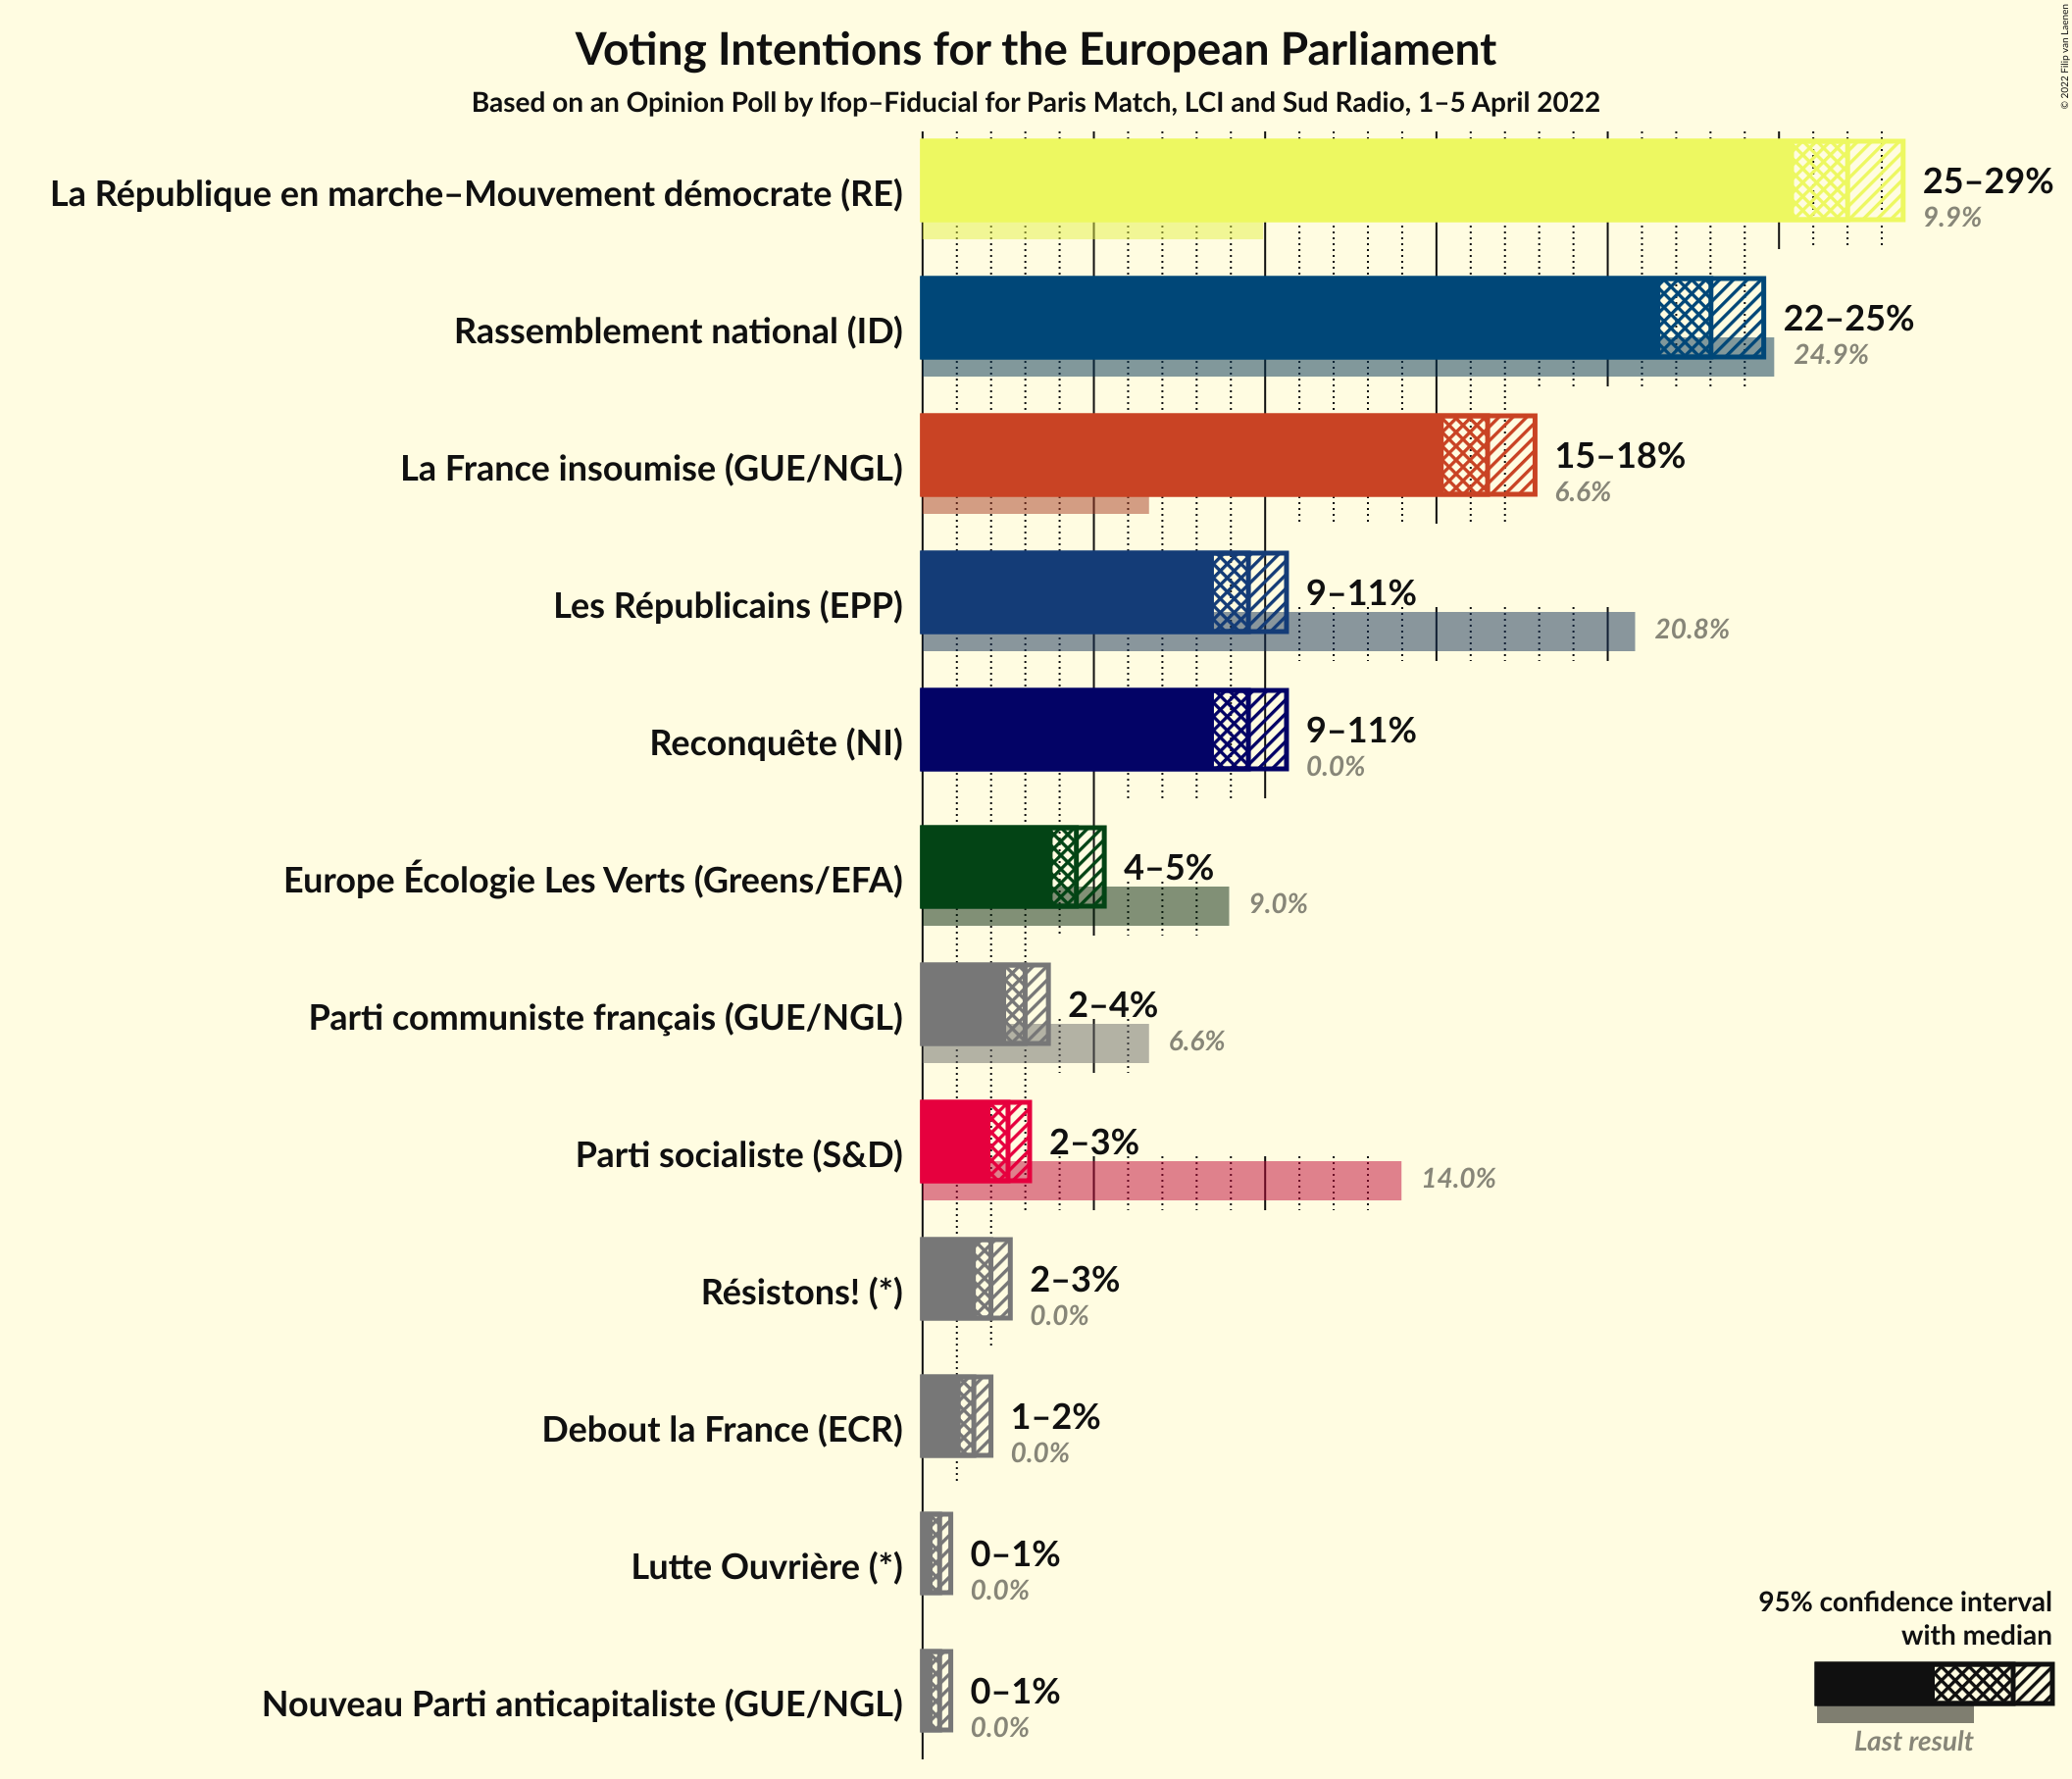 © 2022 Filip van Laenen
Voting Intentions for the European Parliament
Based on an Opinion Poll by Ifop–Fiducial for Paris Match, LCI and Sud Radio, 1–5 April 2022
La République en marche–Mouvement démocrate (RE)
25–29%
9.9%
Rassemblement national (ID)
22–25%
24.9%
La France insoumise (GUE/NGL)
15–18%
6.6%
Les Républicains (EPP)
9–11%
20.8%
Reconquête (NI)
9–11%
0.0%
Europe Écologie Les Verts (Greens/EFA)
4–5%
9.0%
Parti communiste français (GUE/NGL)
2–4%
6.6%
Parti socialiste (S&D)
2–3%
14.0%
Résistons! (*)
2–3%
0.0%
Debout la France (ECR)
1–2%
0.0%
Lutte Ouvrière (*)
0–1%
0.0%
Nouveau Parti anticapitaliste (GUE/NGL)
0–1%
0.0%
95% confidence interval
with median
Last result